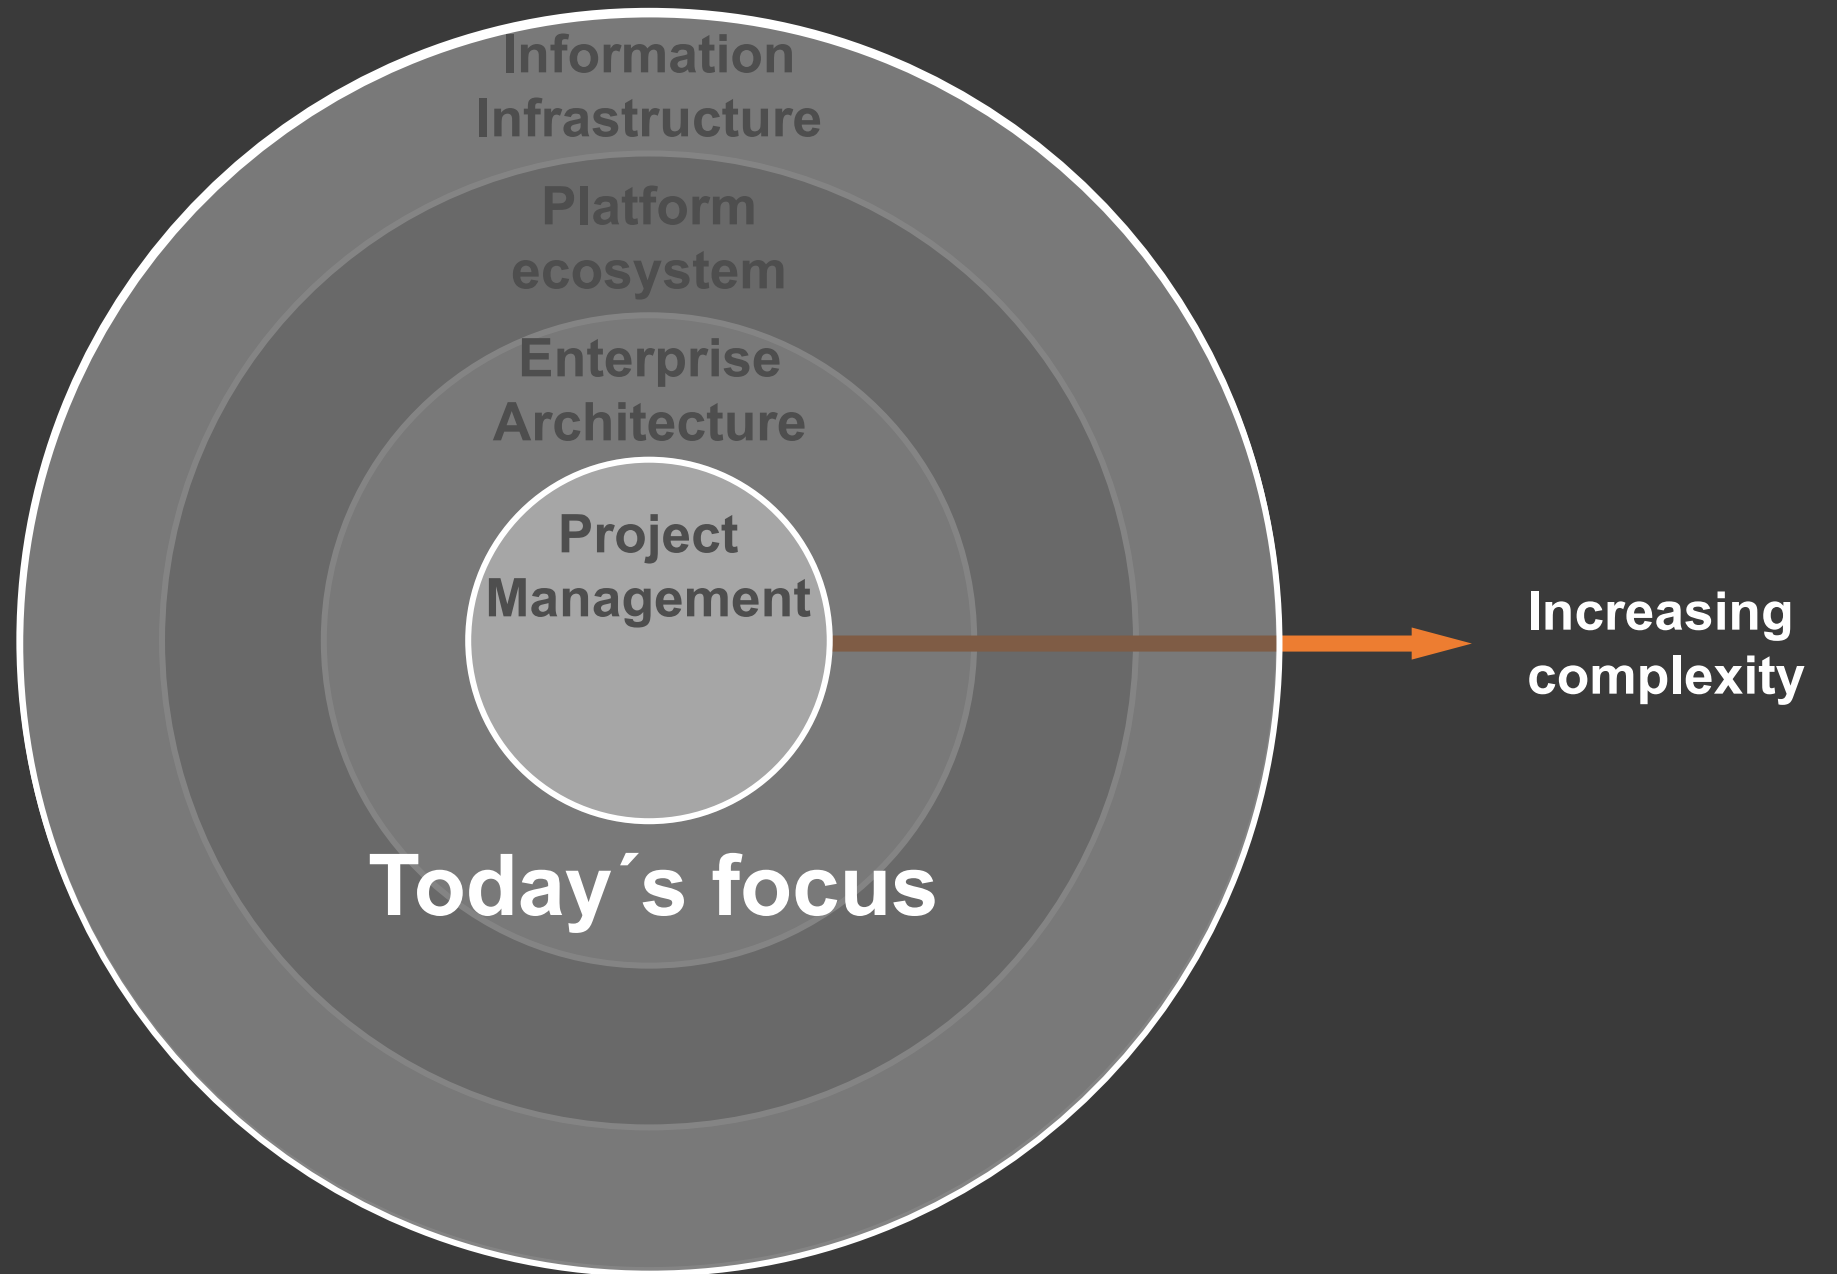 Information
Infrastructure
Platform
ecosystem
Enterprise
Architecture
Project
Management
Increasing
complexity
Today´s focus